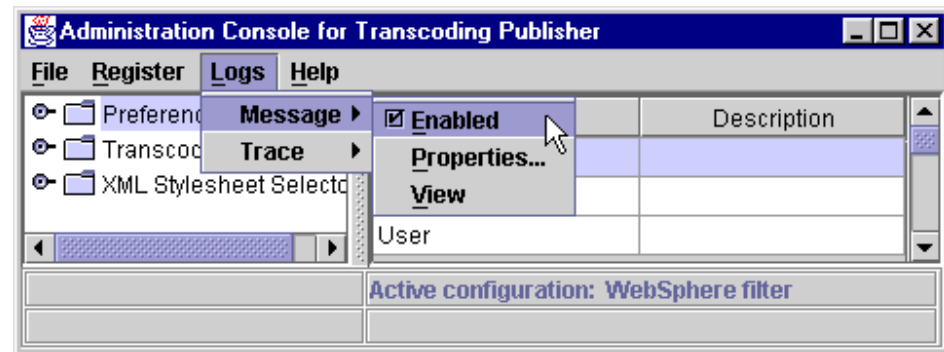 Administration Console for Transcoding Publisher
File Register Logs Help
Message Enabled Description
Trace Properties...
XML Stylesheet View
User
Active configuration: WebSphere filter